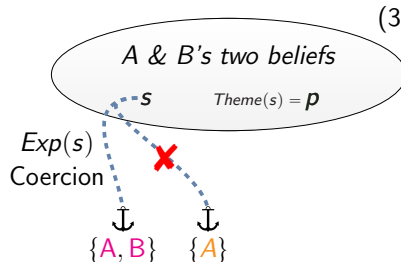 (3
A & B's two beliefs
s Theme(s) = p
Exp(s)
Coercion
{A, B} {A}